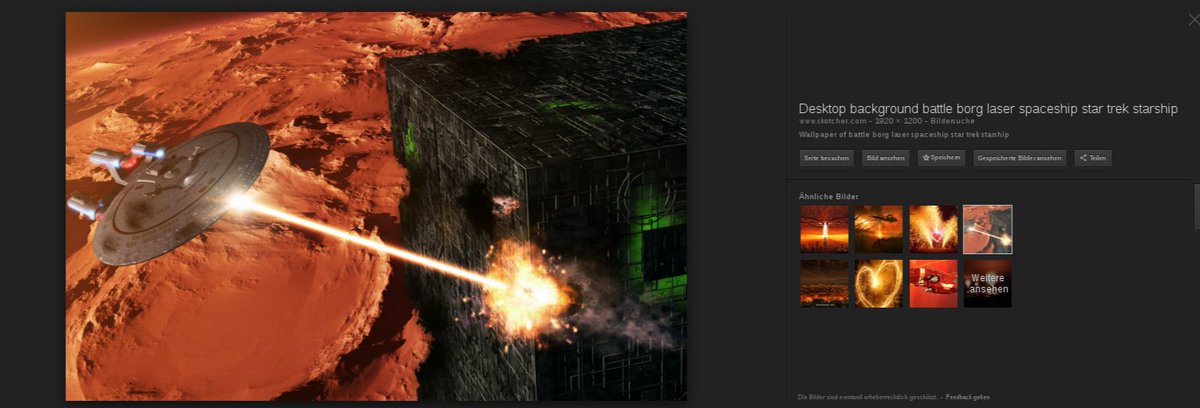 Desktop background battle borg laser spaceship star trek starship
www.skotcher.com - 1920 × 1200 - Bildersuche
Wallpaper of battle borg laser spaceship star trek starship
Seite besuchen
Bild ansehen
Speichern
Gespeicherte Bilder ansehen
Teilen
Ähnliche Bilder
Weitere
ansehen
Die Bilder sind eventuell urheberrechtlich geschützt. - Feedback geben